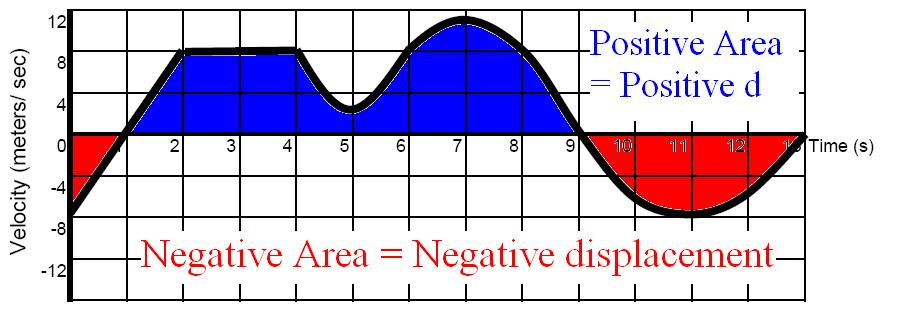 12
8
4
0
-4
-8
-12
Velocity (meters/ sec)
1 2 3 4 5 6 7 8 9 10 11 12 13
Time (s)
Positive Area
= Positive d
Negative Area = Negative displacement